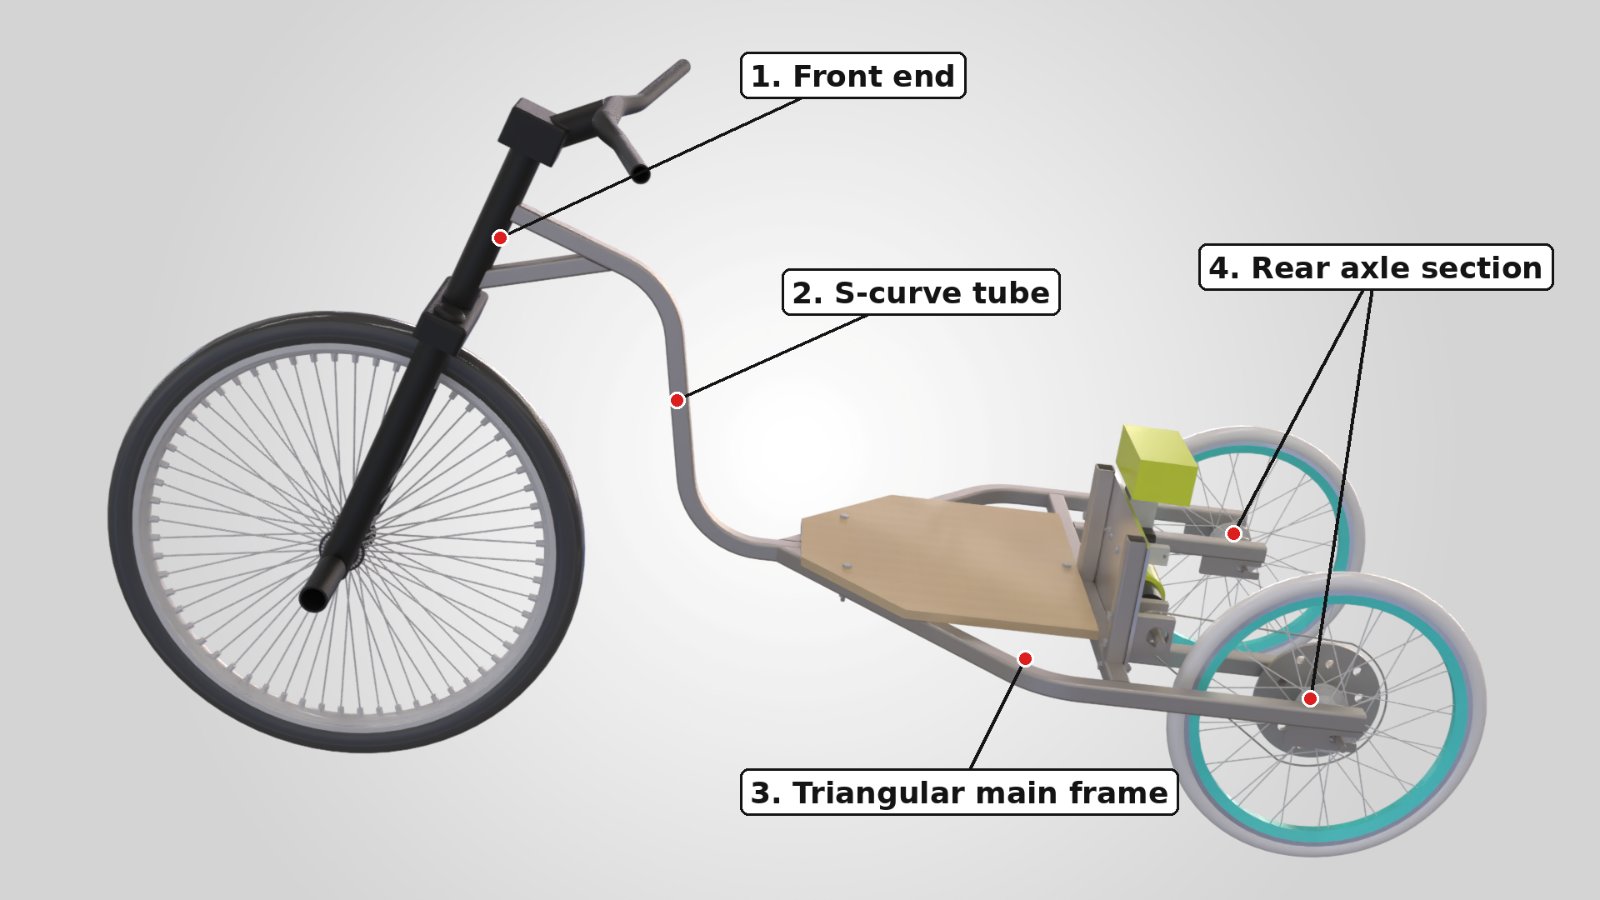 1. Front end
2. S-curve tube
4. Rear axle section
3. Triangular main frame